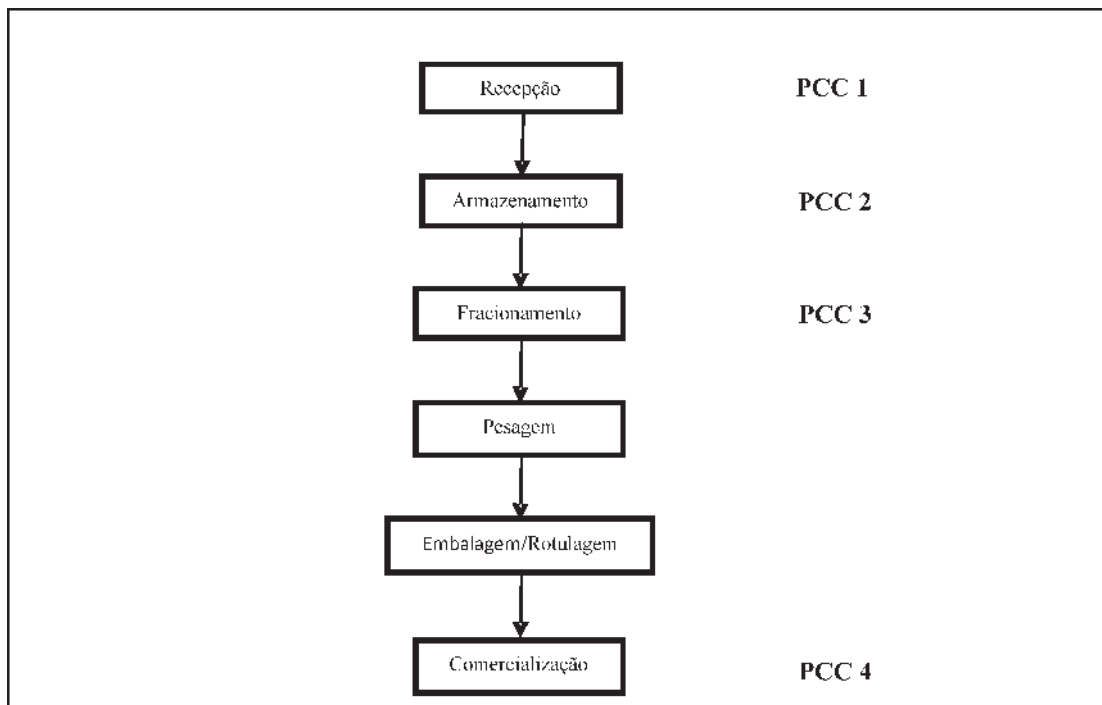 Recepção
PCC 1
Armazenamento
PCC 2
Fracionamento
PCC 3
Pesagem
Embalagem/Rotulagem
Comercialização
PCC 4